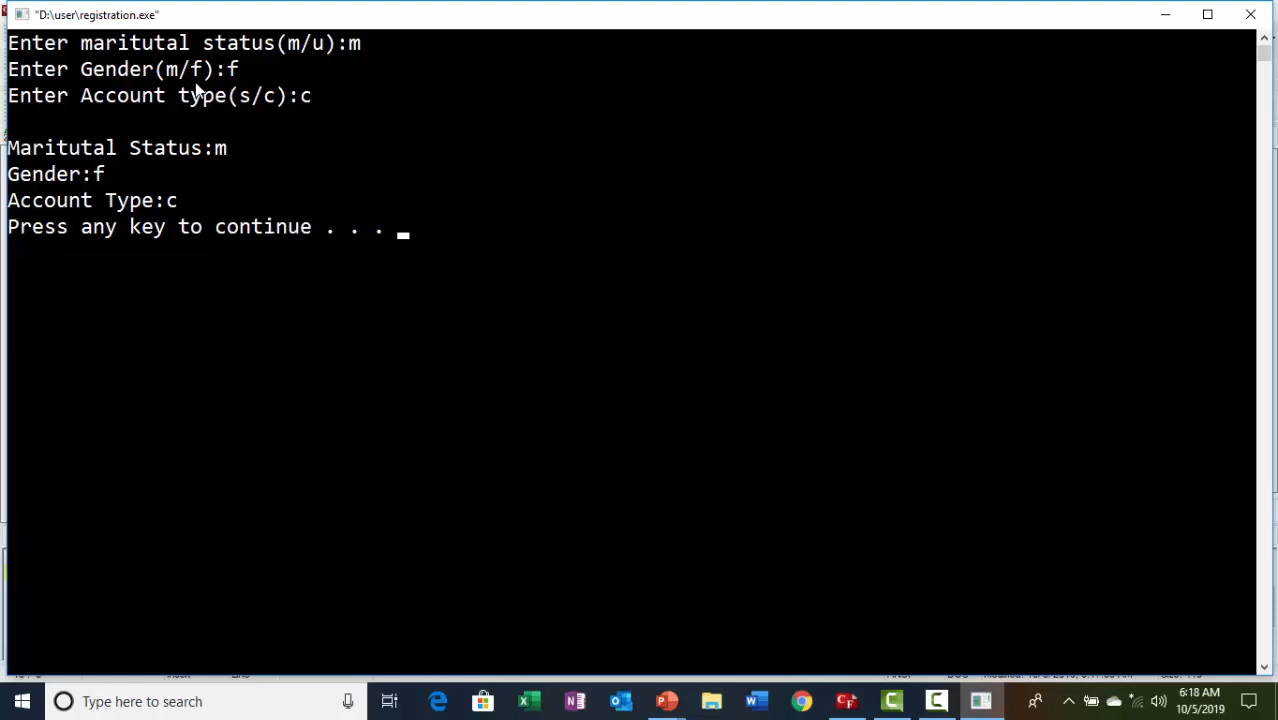 "D:\user\registration.exe"
Enter maritutal status(m/u):m
Enter Gender(m/f):f
Enter Account type(s/c):c
Maritutal Status:m
Gender:f
Account Type:c
Press any key to continue . . .
Type here to search
6:18 AM
10/5/2019